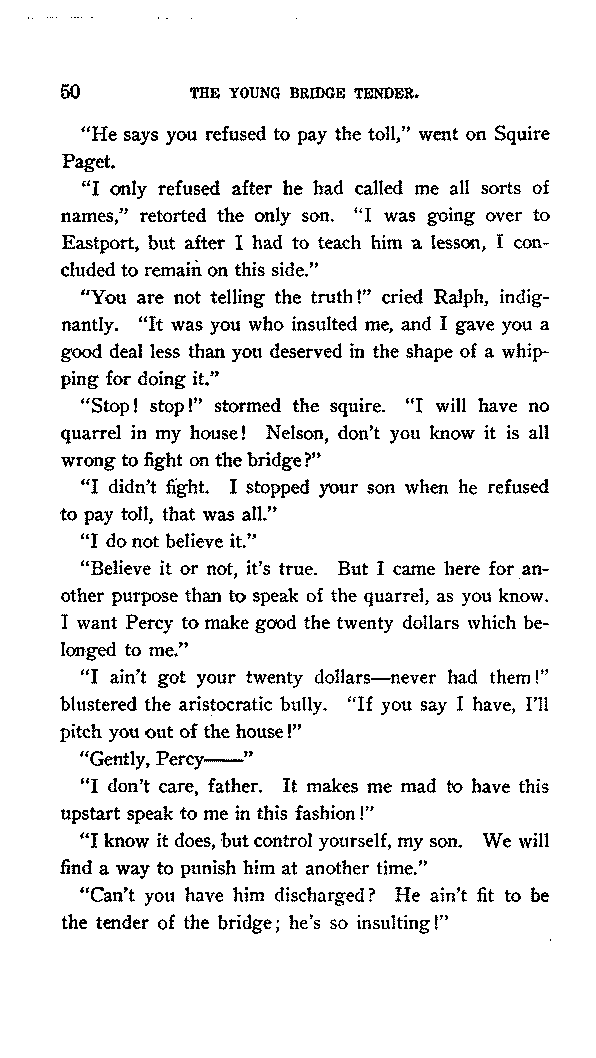 50 THE YOUNG BRIDGE TENDER.
“He says you refused to pay the toll,” went on Squire
Paget.
“I only refused after he had called me all sorts of
names,” retorted the only son. “I was going over to
Eastport, but after I had to teach him a lesson, I con-
cluded to remain on this side.”
“You are not telling the truth!” cried Ralph, indig-
nantly. “It was you who insulted me, and I gave you a
good deal less than you deserved in the shape of a whip-
ping for doing it.”
“Stop! stop!” stormed the squire. “I will have no
quarrel in my house! Nelson, don’t you know it is all
wrong to fight on the bridge?”
“I didn’t fight. I stopped your son when he refused
to pay toll, that was all.”
“I do not believe it.”
“Believe it or not, it’s true. But I came here for an-
other purpose than to speak of the quarrel, as you know.
I want Percy to make good the twenty dollars which be-
longed to me.”
“I ain’t got your twenty dollars—never had them!”
blustered the aristocratic bully. “If you say I have, I’ll
pitch you out of the house!”
“Gently, Percy——”
“I don’t care, father. It makes me mad to have this
upstart speak to me in this fashion!”
“I know it does, but control yourself, my son. We will
find a way to punish him at another time.”
“Can’t you have him discharged? He ain’t fit to be
the tender of the bridge; he’s so insulting!”